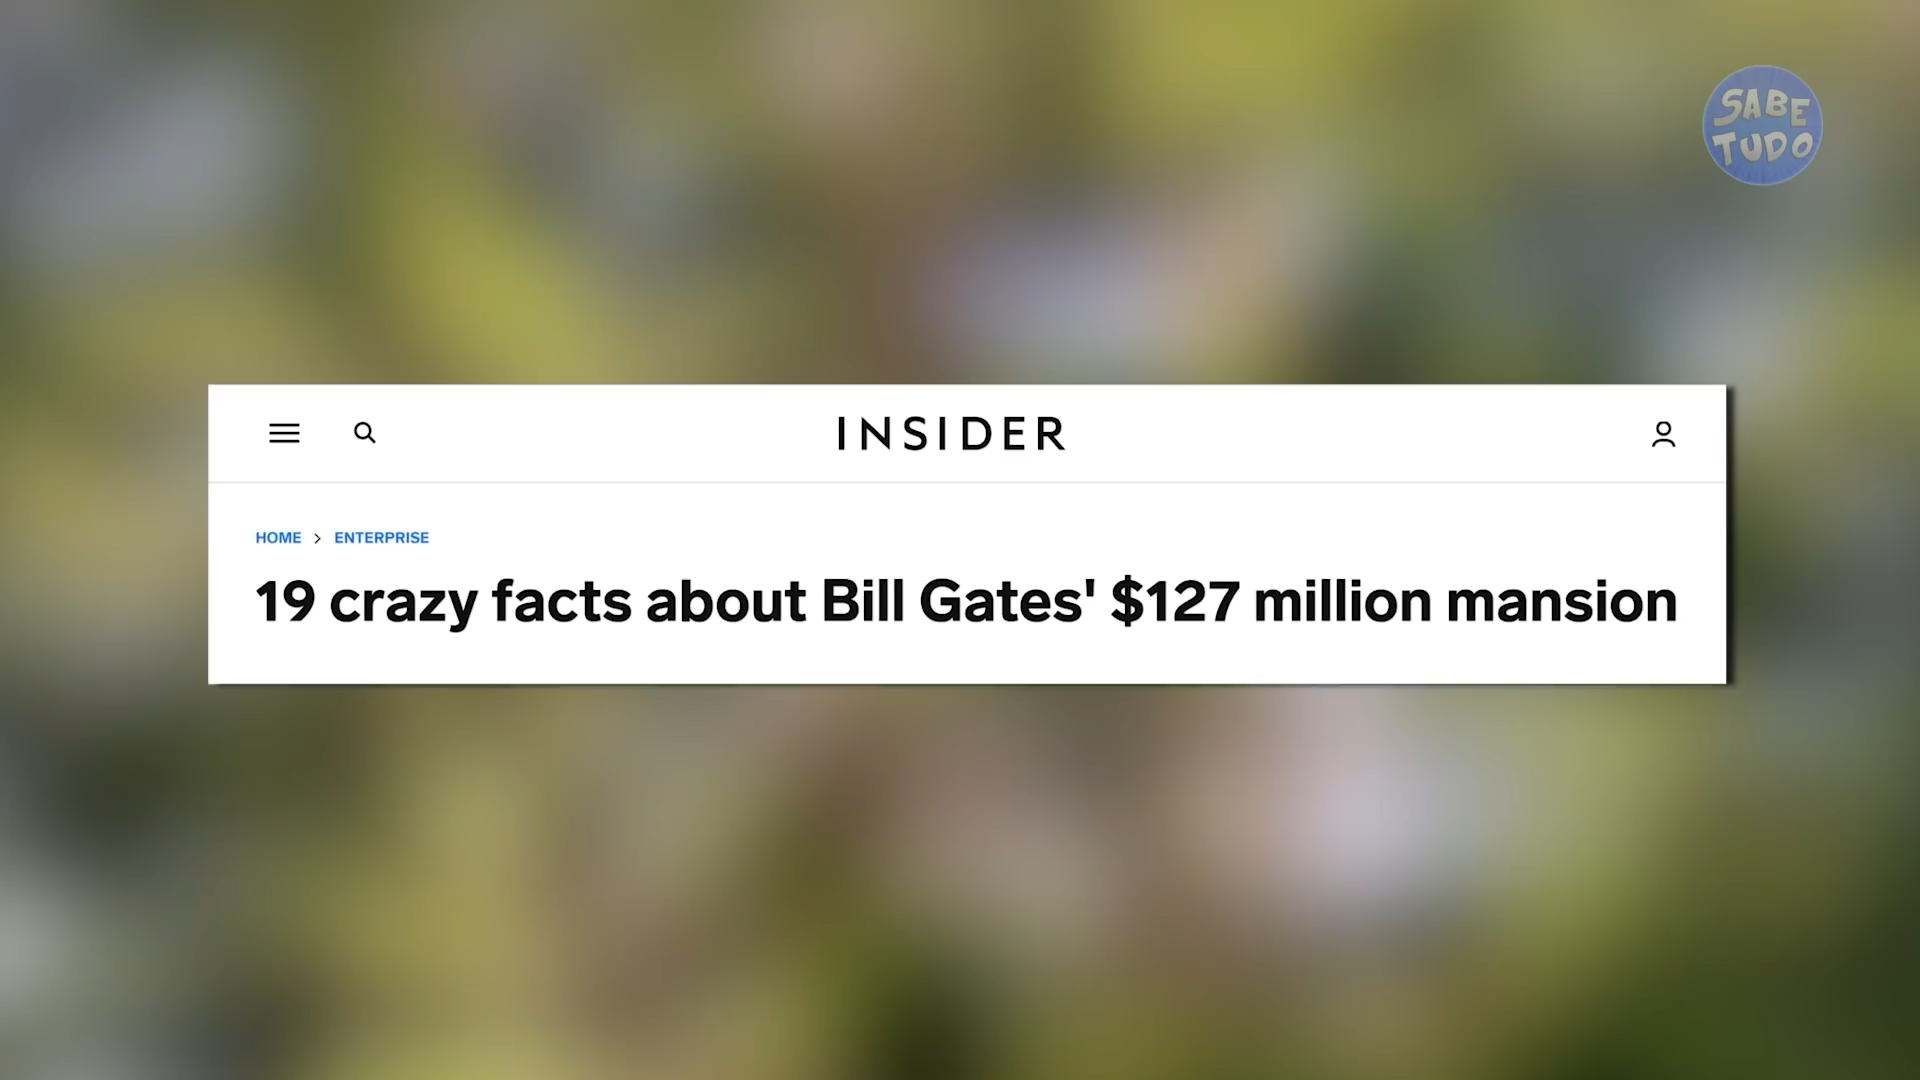 SABE
TUDO
INSIDER
HOME > ENTERPRISE
19 crazy facts about Bill Gates' $127 million mansion